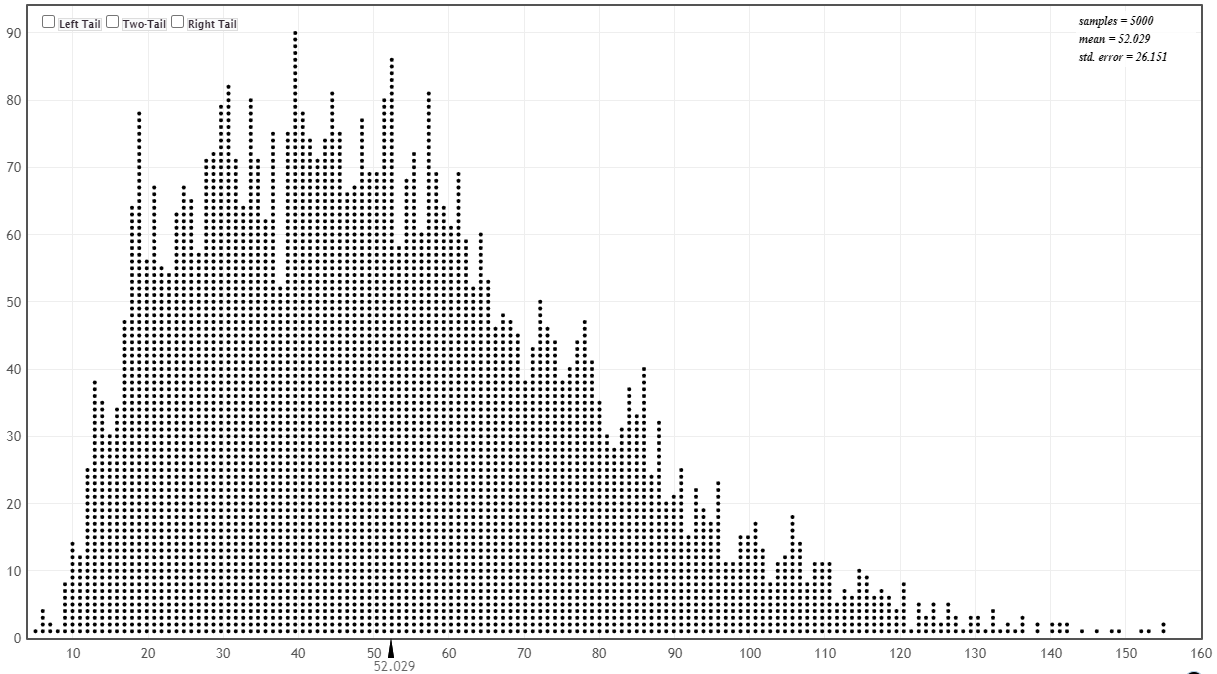 Left Tail Two-Tail Right Tail
samples = 5000
mean = 52.029
std. error = 26.151
90
80
70
60
50
40
30
20
10
0
10 20 30 40 50 60 70 80 90 100 110 120 130 140 150 160
52.029